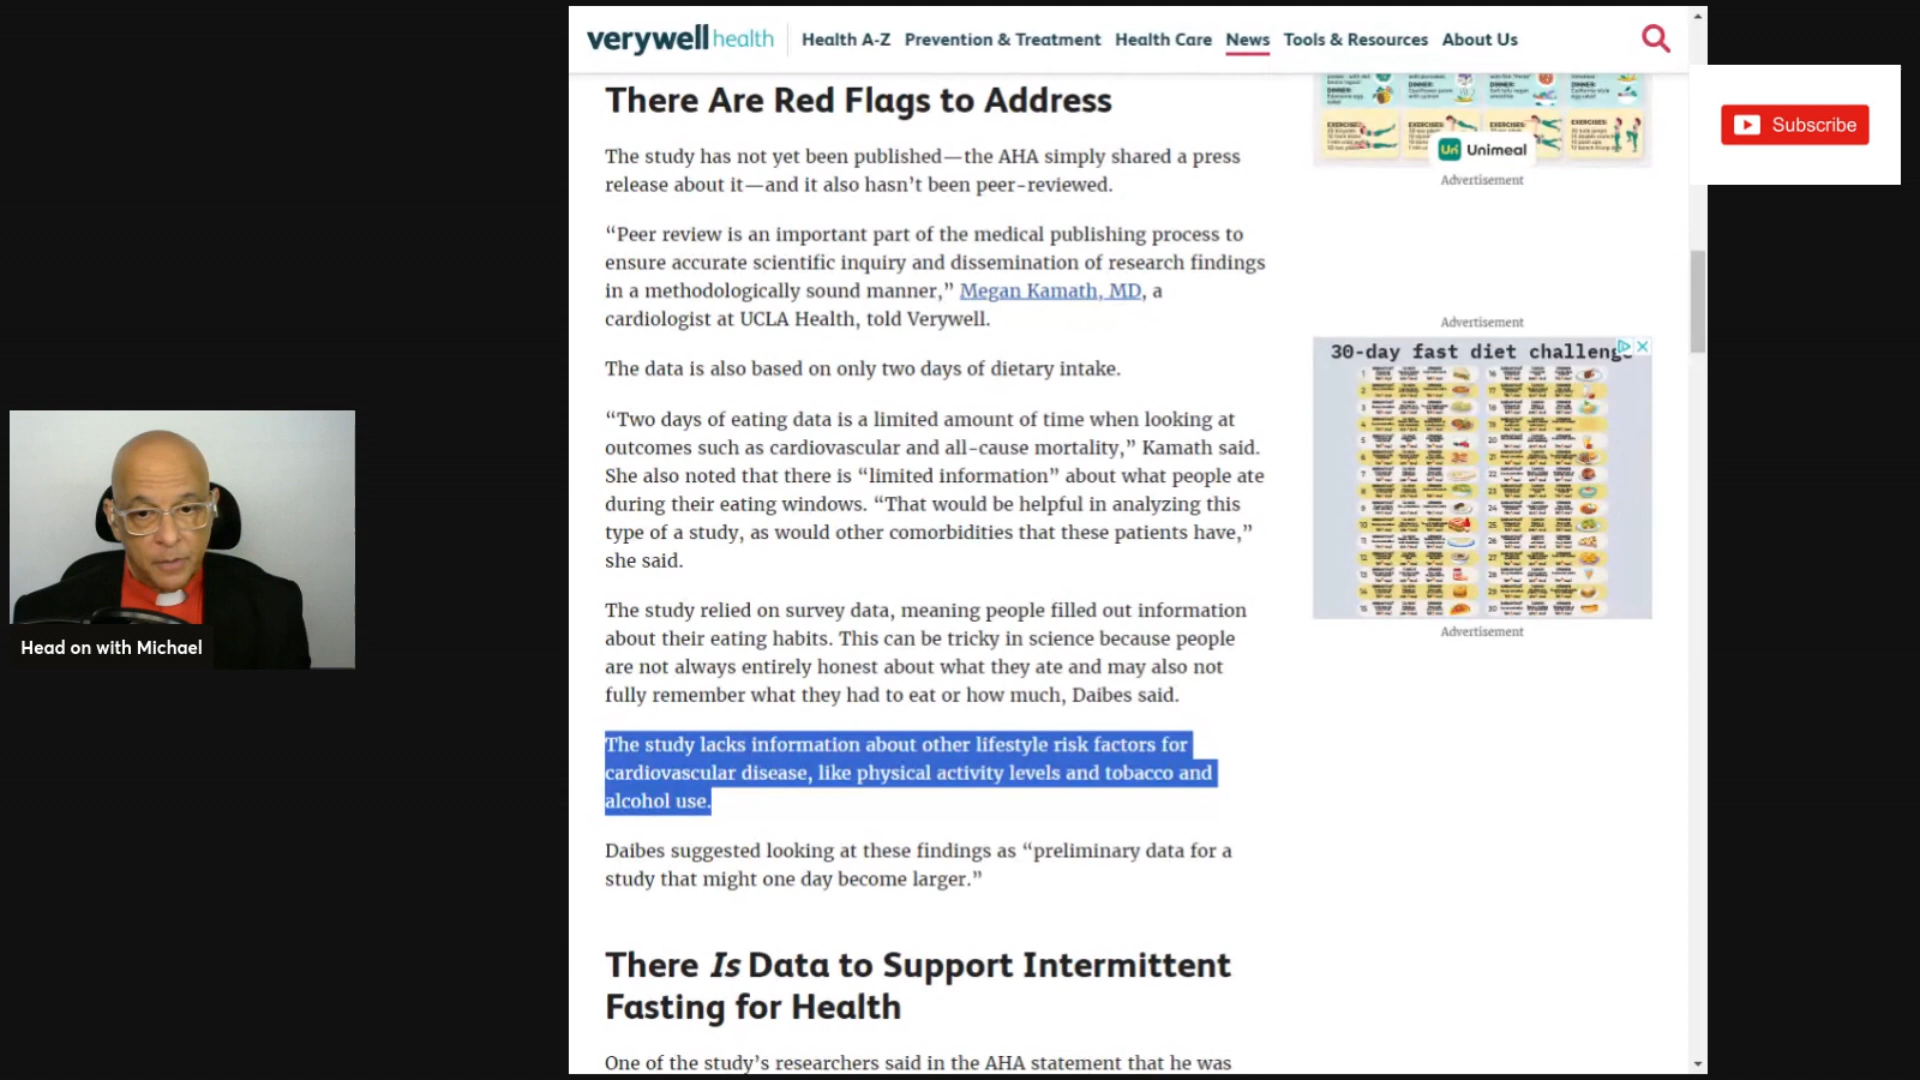 verywell health
Health A-Z Prevention & Treatment Health Care News Tools & Resources About Us
There Are Red Flags to Address
The study has not yet been published—the AHA simply shared a press
release about it—and it also hasn't been peer-reviewed.
“Peer review is an important part of the medical publishing process to
ensure accurate scientific inquiry and dissemination of research findings
in a methodologically sound manner,” Megan Kamath, MD, a
cardiologist at UCLA Health, told Verywell.
The data is also based on only two days of dietary intake.
“Two days of eating data is a limited amount of time when looking at
outcomes such as cardiovascular and all-cause mortality,” Kamath said.
She also noted that there is “limited information” about what people ate
during their eating windows. “That would be helpful in analyzing this
type of a study, as would other comorbidities that these patients have,”
she said.
The study relied on survey data, meaning people filled out information
about their eating habits. This can be tricky in science because people
are not always entirely honest about what they ate and may also not
fully remember what they had to eat or how much, Daibes said.
The study lacks information about other lifestyle risk factors for
cardiovascular disease, like physical activity levels and tobacco and
alcohol use.
Daibes suggested looking at these findings as “preliminary data for a
study that might one day become larger.”
There Is Data to Support Intermittent
Fasting for Health
One of the study's researchers said in the AHA statement that he was
DINNER: DINNER: DINNER: DINNER:
EXERCISES: EXERCISES: EXERCISES: EXERCISES:
Un Unimeal
Advertisement
Advertisement
30-day fast diet challenge
Advertisement
Subscribe
Head on with Michael